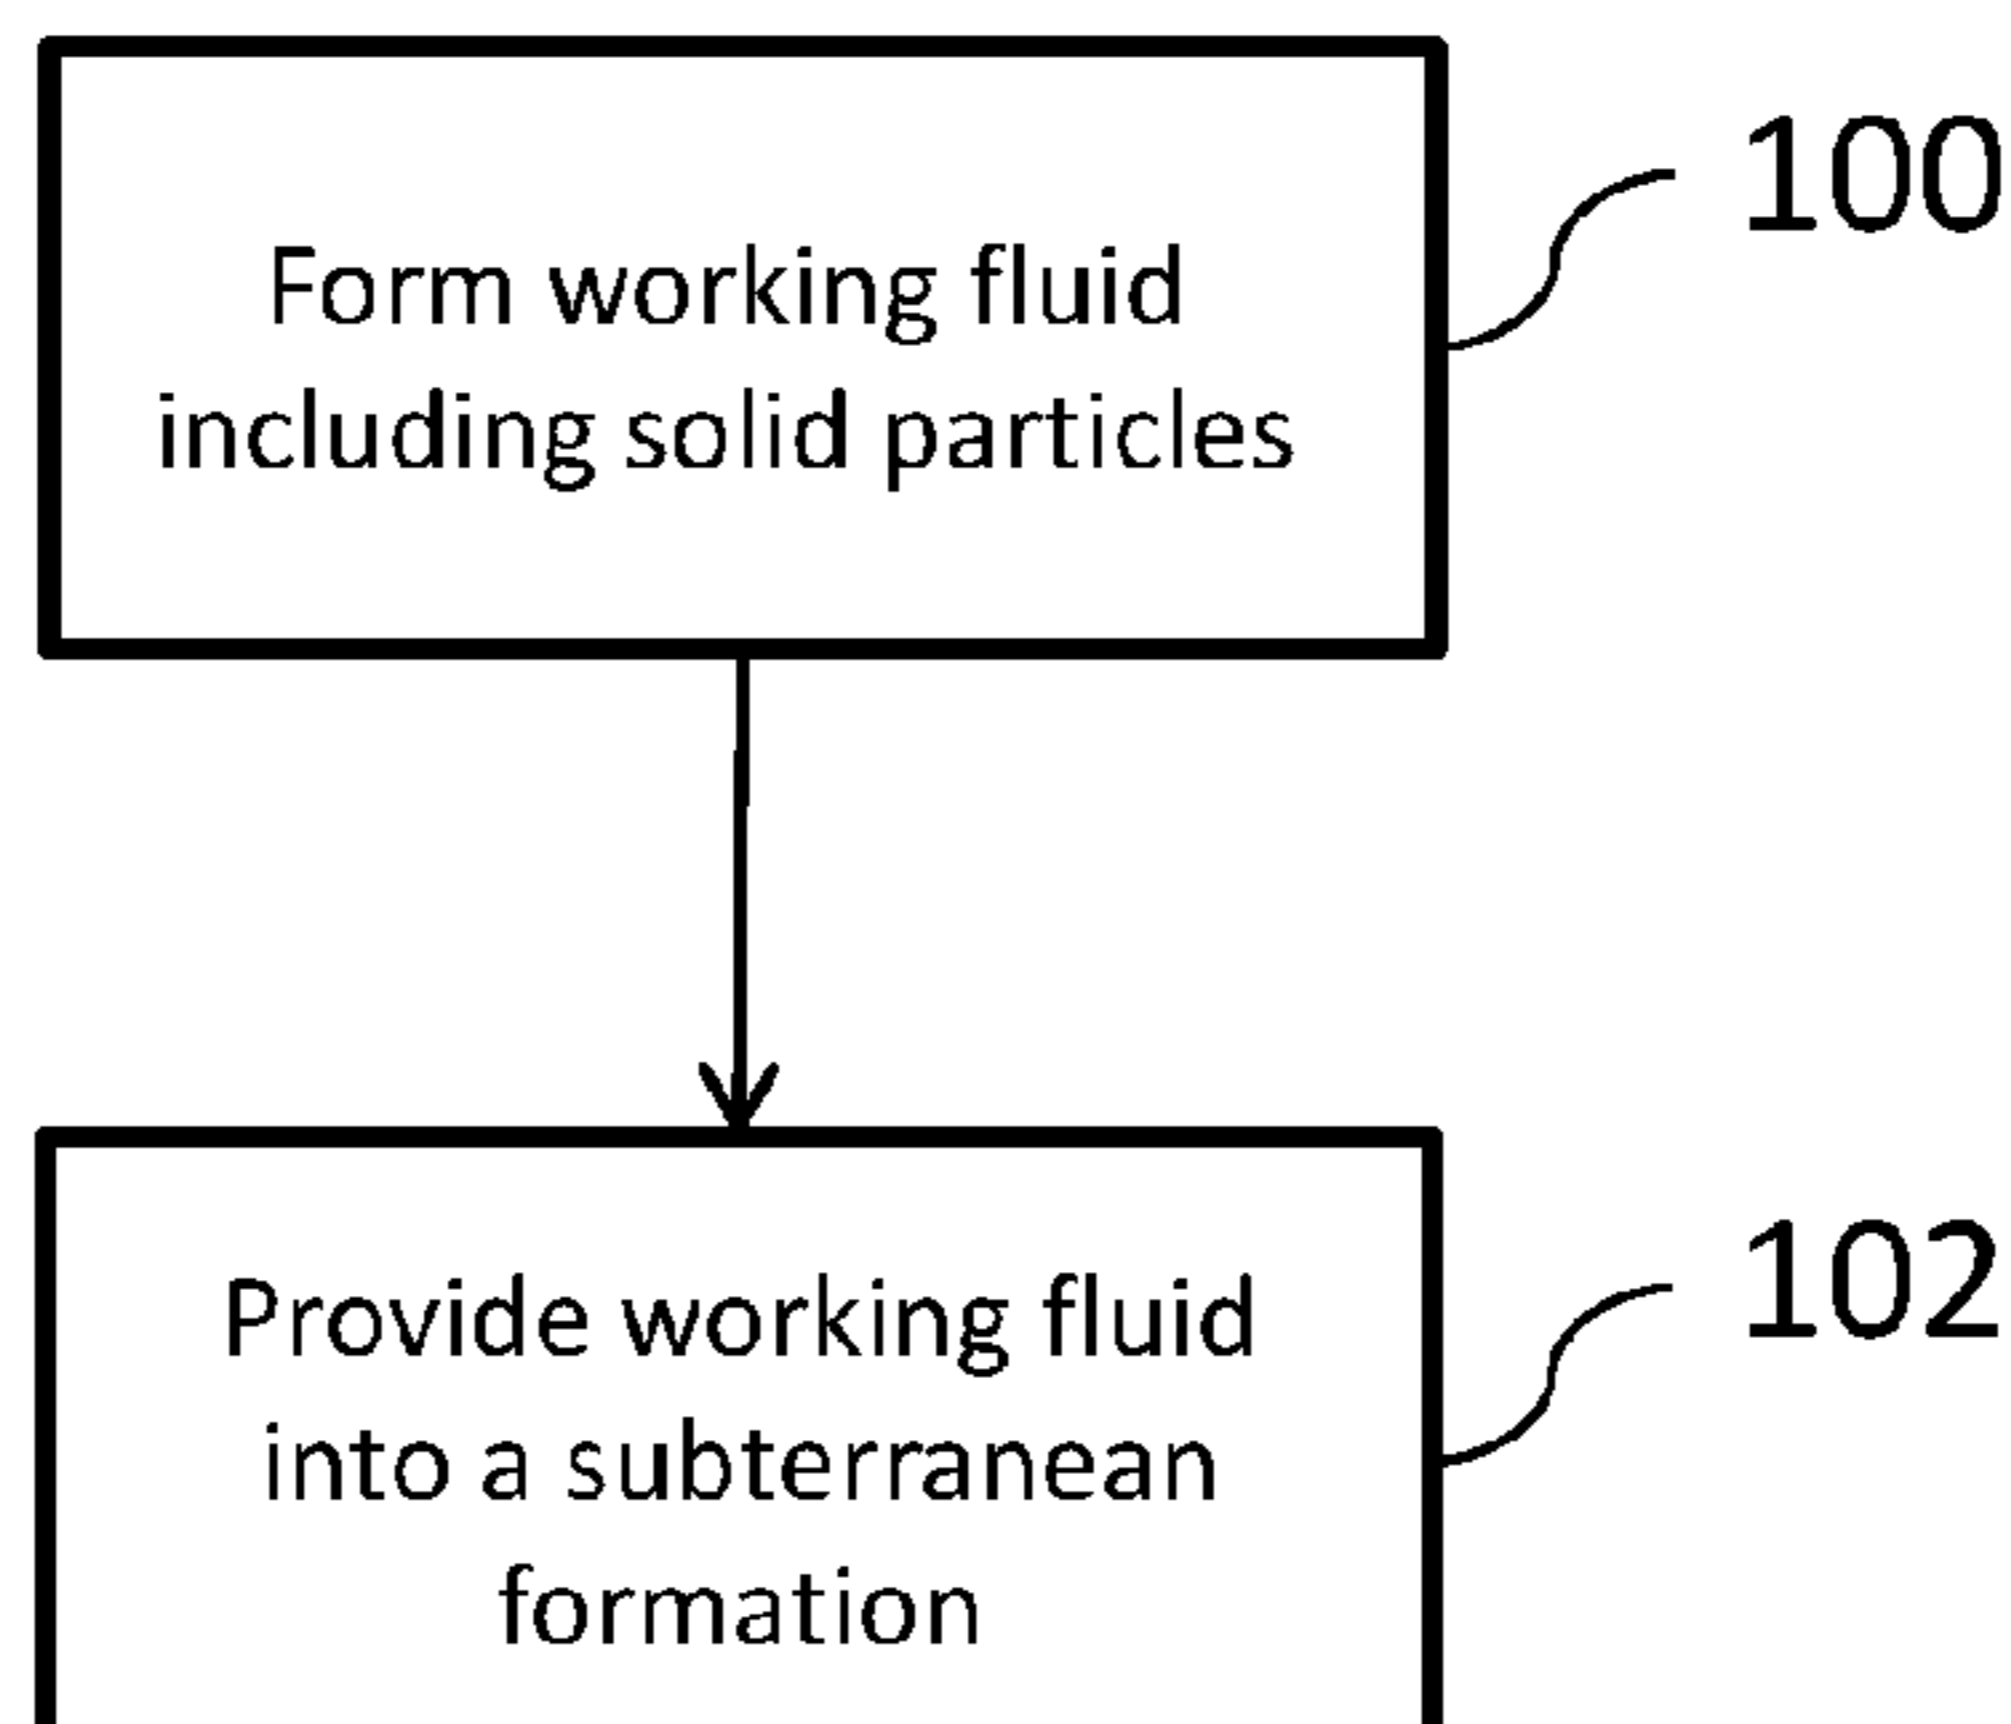 Form working fluid
including solid particles
100
Provide working fluid
into a subterranean
formation
102